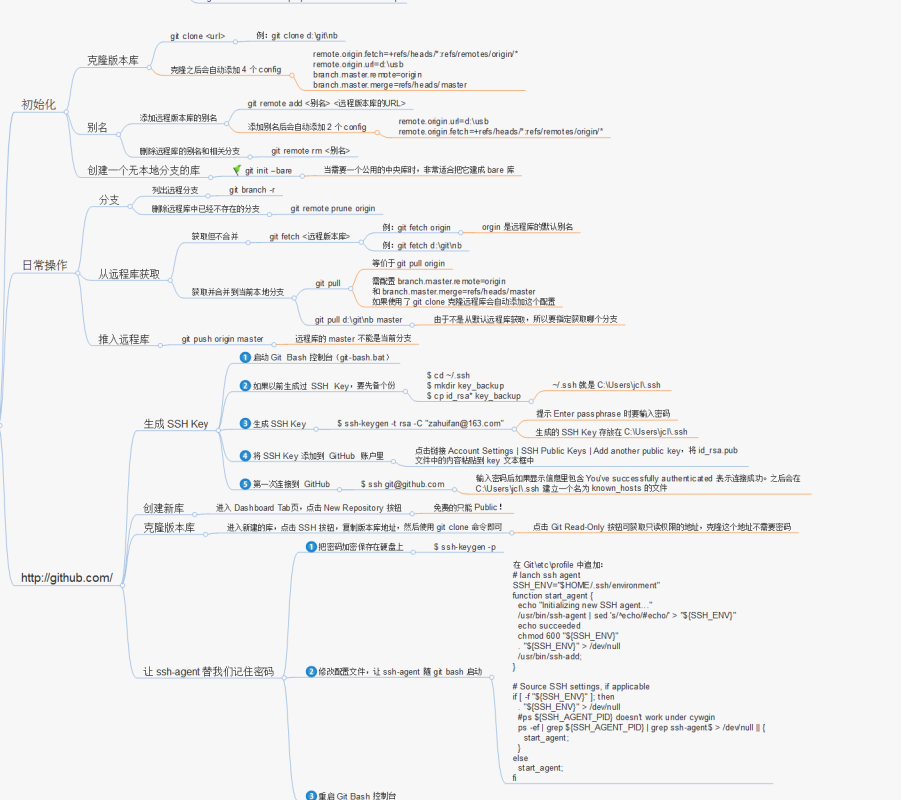 初始化
克隆版本库
git clone <url>
例：git clone d:\git\nb
克隆之后会自动添加 4 个 config
remote.origin.fetch=+refs/heads/*:refs/remotes/origin/*
remote.origin.url=d:\usb
branch.master.remote=origin
branch.master.merge=refs/heads/master
别名
添加远程版本库的别名
git remote add <别名> <远程版本库的URL>
添加别名后会自动添加 2 个 config
remote.origin.url=d:\usb
remote.origin.fetch=+refs/heads/*:refs/remotes/origin/*
删除远程库的别名和相关分支
git remote rm <别名>
创建一个无本地分支的库
git init --bare
当需要一个公用的中央库时，非常适合把它建成 bare 库
日常操作
分支
列出远程分支
git branch -r
删除远程库中已经不存在的分支
git remote prune origin
从远程库获取
获取但不合并
git fetch <远程版本库>
例：git fetch origin
orgin 是远程库的默认别名
例：git fetch d:\git\nb
获取并合并到当前本地分支
git pull
等价于 git pull origin
需配置 branch.master.remote=origin
和 branch.master.merge=refs/heads/master
如果使用了 git clone 克隆远程库会自动添加这个配置
git pull d:\git\nb master
由于不是从默认远程库获取，所以要指定获取哪个分支
推入远程库
git push origin master
远程库的 master 不能是当前分支
http://github.com/
生成 SSH Key
1 启动 Git Bash 控制台（git-bash.bat）
2 如果以前生成过 SSH Key，要先备个份
$ cd ~/.ssh
$ mkdir key_backup
$ cp id_rsa* key_backup
~/.ssh 就是 C:\Users\jcl\.ssh
3 生成 SSH Key
$ ssh-keygen -t rsa -C "zahuifan@163.com"
提示 Enter passphrase 时要输入密码
生成的 SSH Key 存放在 C:\Users\jcl\.ssh
4 将 SSH Key 添加到 GitHub 账户里
点击链接 Account Settings | SSH Public Keys | Add another public key，将 id_rsa.pub
文件中的内容粘贴到 key 文本框中
5 第一次连接到 GitHub
$ ssh git@github.com
输入密码后如果显示信息里包含 You've successfully authenticated 表示连接成功。之后会在
C:\Users\jcl\.ssh 建立一个名为 known_hosts 的文件
创建新库
进入 Dashboard Tab页，点击 New Repository 按钮
免费的只能 Public！
克隆版本库
进入新建的库，点击 SSH 按钮，复制版本库地址，然后使用 git clone 命令即可
点击 Git Read-Only 按钮可获取只读权限的地址，克隆这个地址不需要密码
让 ssh-agent 替我们记住密码
1 把密码加密保存在硬盘上
$ ssh-keygen -p
2 修改配置文件，让 ssh-agent 随 git bash 启动
在 Git\etc\profile 中追加：
# lanch ssh agent
SSH_ENV="$HOME/.ssh/environment"
function start_agent {
echo "Initializing new SSH agent..."
/usr/bin/ssh-agent | sed 's/^echo/#echo/' > "${SSH_ENV}"
echo succeeded
chmod 600 "${SSH_ENV}"
. "${SSH_ENV}" > /dev/null
/usr/bin/ssh-add;
}
# Source SSH settings, if applicable
if [ -f "${SSH_ENV}" ]; then
. "${SSH_ENV}" > /dev/null
#ps ${SSH_AGENT_PID} doesn't work under cywgin
ps -ef | grep ${SSH_AGENT_PID} | grep ssh-agent$ > /dev/null || {
start_agent;
}
else
start_agent;
fi
3 重启 Git Bash 控制台